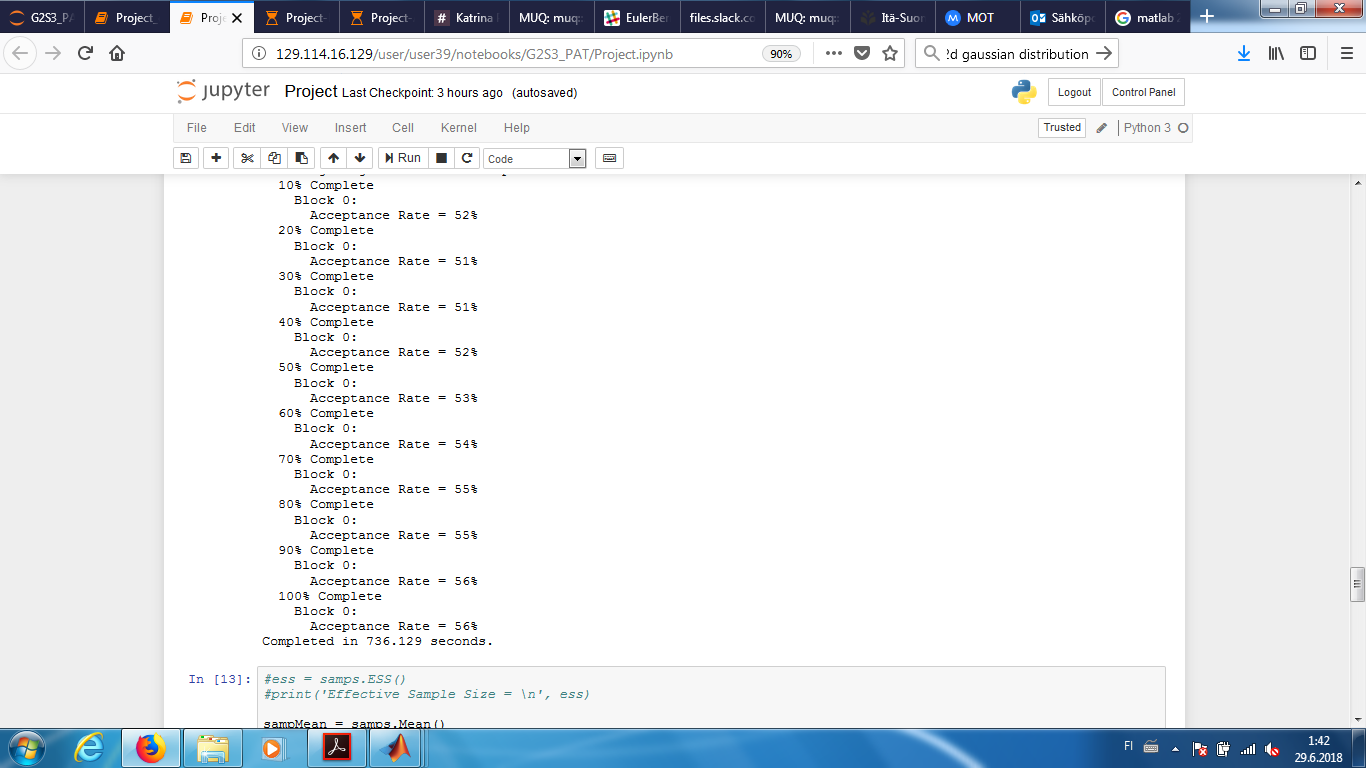 G2S3_PA
Project_
Proje
Project-
Project-
Katrina
MUQ: muq:
EulerBer
files.slack.co
MUQ: muq:
Itä-Suor
MOT
Sähköp
matlab 2
129.114.16.129/user/user39/notebooks/G2S3_PAT/Project.ipynb
90%
2d gaussian distribution
jupyter
Project Last Checkpoint: 3 hours ago (autosaved)
Logout
Control Panel
File Edit View Insert Cell Kernel Help
Trusted
Python 3
Run
Code
10% Complete
Block 0:
Acceptance Rate = 52%
20% Complete
Block 0:
Acceptance Rate = 51%
30% Complete
Block 0:
Acceptance Rate = 51%
40% Complete
Block 0:
Acceptance Rate = 52%
50% Complete
Block 0:
Acceptance Rate = 53%
60% Complete
Block 0:
Acceptance Rate = 54%
70% Complete
Block 0:
Acceptance Rate = 55%
80% Complete
Block 0:
Acceptance Rate = 55%
90% Complete
Block 0:
Acceptance Rate = 56%
100% Complete
Block 0:
Acceptance Rate = 56%
Completed in 736.129 seconds.
In [13]:
#ess = samps.ESS()
#print('Effective Sample Size = \n', ess)
sampMean = samps.Mean()
FI
1:42
29.6.2018